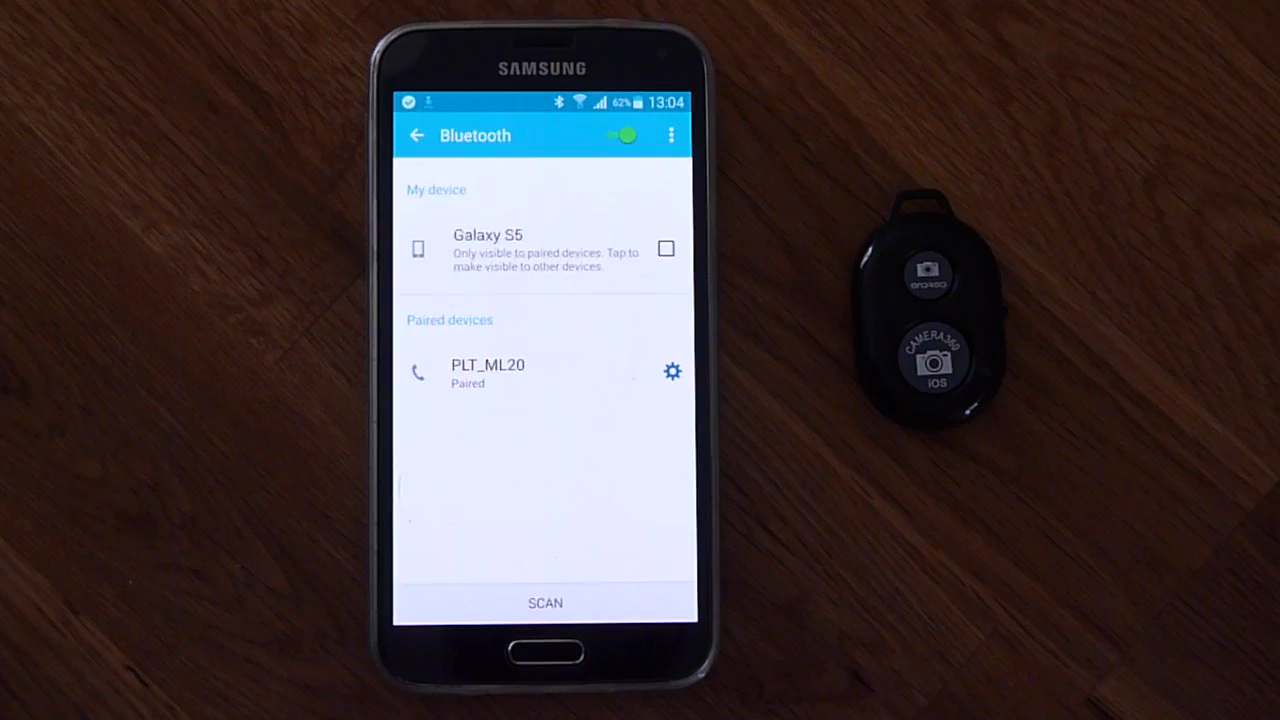 SAMSUNG
62% 13:04
Bluetooth
My device
Galaxy S5
Only visible to paired devices. Tap to
make visible to other devices.
Paired devices
PLT_ML20
Paired
SCAN
CAMERA360
iOS